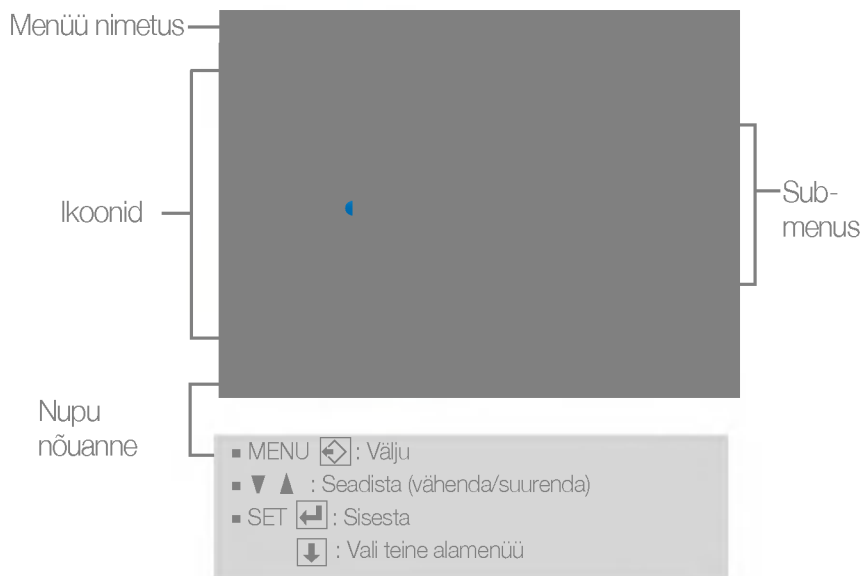 Menüü nimetus
Ikoonid
Sub-
menus
Nupu
nõuanne
▪ MENU : Välju
▪ ▼ ▲ : Seadista (vähenda/suurenda)
▪ SET : Sisesta
: Vali teine alamenüü